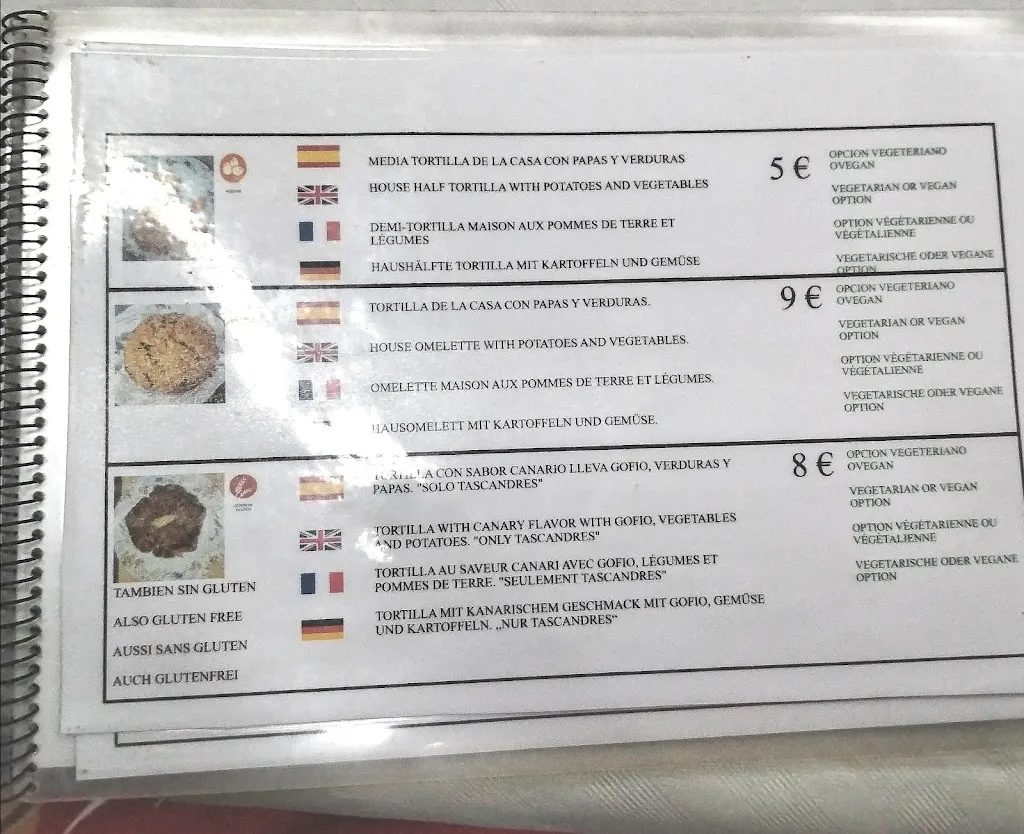 MEDIA TORTILLA DE LA CASA CON PAPAS Y VERDURAS
HOUSE HALF TORTILLA WITH POTATOES AND VEGETABLES
DEMI-TORTILLA MAISON AUX POMMES DE TERRE ET
LÉGUMES
HAUSHÄLFTE TORTILLA MIT KARTOFFELN UND GEMÜSE
5 €
OPCION VEGETERIANO
OVEGAN
VEGETARIAN OR VEGAN
OPTION
OPTION VÉGÉTARIENNE OU
VÉGÉTALIENNE
VEGETARISCHE ODER VEGANE
OPTION
TORTILLA DE LA CASA CON PAPAS Y VERDURAS.
HOUSE OMELETTE WITH POTATOES AND VEGETABLES.
OMELETTE MAISON AUX POMMES DE TERRE ET LÉGUMES.
HAUSOMELETT MIT KARTOFFELN UND GEMÜSE.
9 €
OPCION VEGETERIANO
OVEGAN
VEGETARIAN OR VEGAN
OPTION
OPTION VÉGÉTARIENNE OU
VÉGÉTALIENNE
VEGETARISCHE ODER VEGANE
OPTION
TAMBIEN SIN GLUTEN
ALSO GLUTEN FREE
AUSSI SANS GLUTEN
AUCH GLUTENFREI
TORTILLA CON SABOR CANARIO LLEVA GOFIO, VERDURAS Y
PAPAS. "SOLO TASCANDRES"
TORTILLA WITH CANARY FLAVOR WITH GOFIO, VEGETABLES
AND POTATOES. "ONLY TASCANDRES"
TORTILLA AU SAVEUR CANARI AVEC GOFIO, LÉGUMES ET
POMMES DE TERRE. "SEULEMENT TASCANDRES"
TORTILLA MIT KANARISCHEM GESCHMACK MIT GOFIO, GEMÜSE
UND KARTOFFELN. „NUR TASCANDRES“
8 €
OPCION VEGETERIANO
OVEGAN
VEGETARIAN OR VEGAN
OPTION
OPTION VÉGÉTARIENNE OU
VÉGÉTALIENNE
VEGETARISCHE ODER VEGANE
OPTION